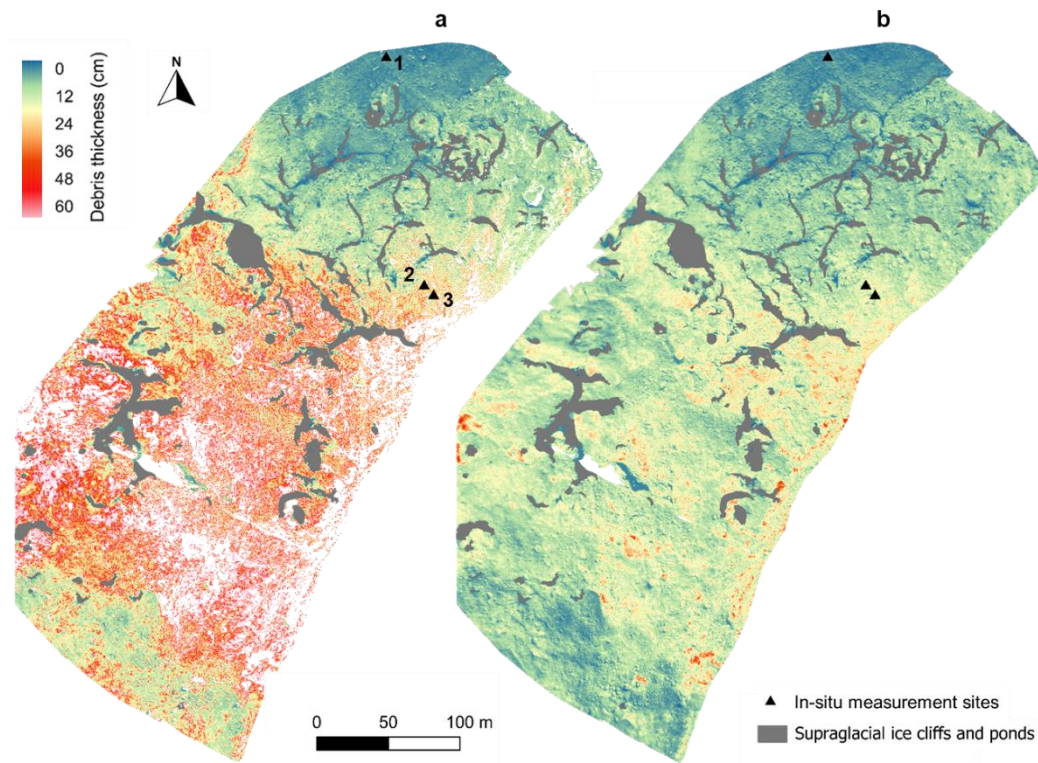 a
b
0
12
24
36
48
60
Debris thickness (cm)
N
1
2
3
0 50 100 m
In-situ measurement sites
Supraglacial ice cliffs and ponds